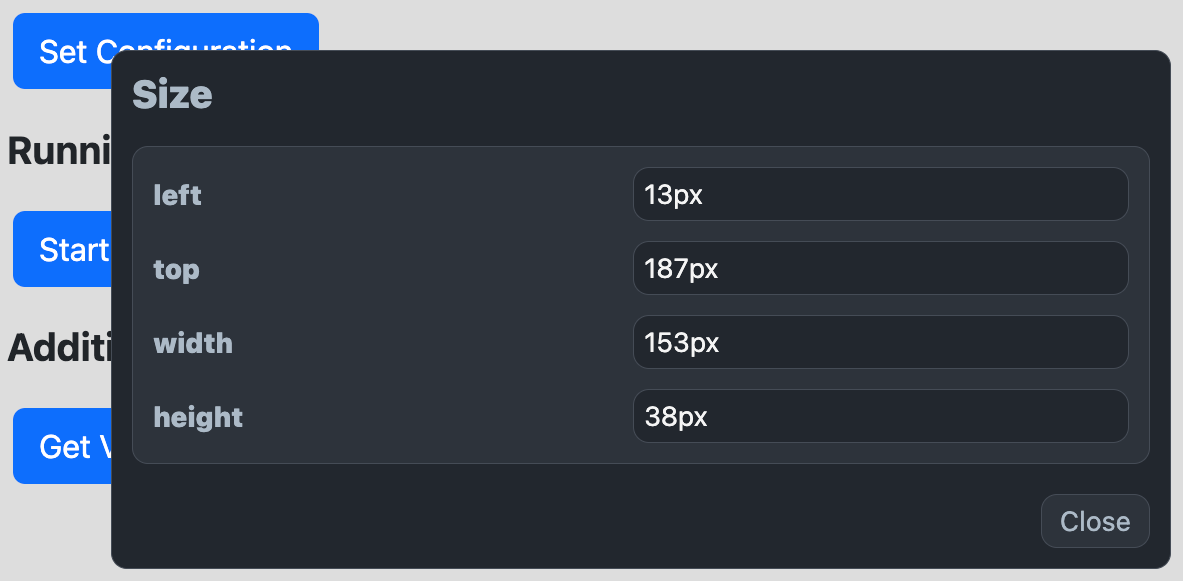 Set Configuration
Size
Runni
left 13px
Start
top 187px
width 153px
Additi
height 38px
Get V
Close